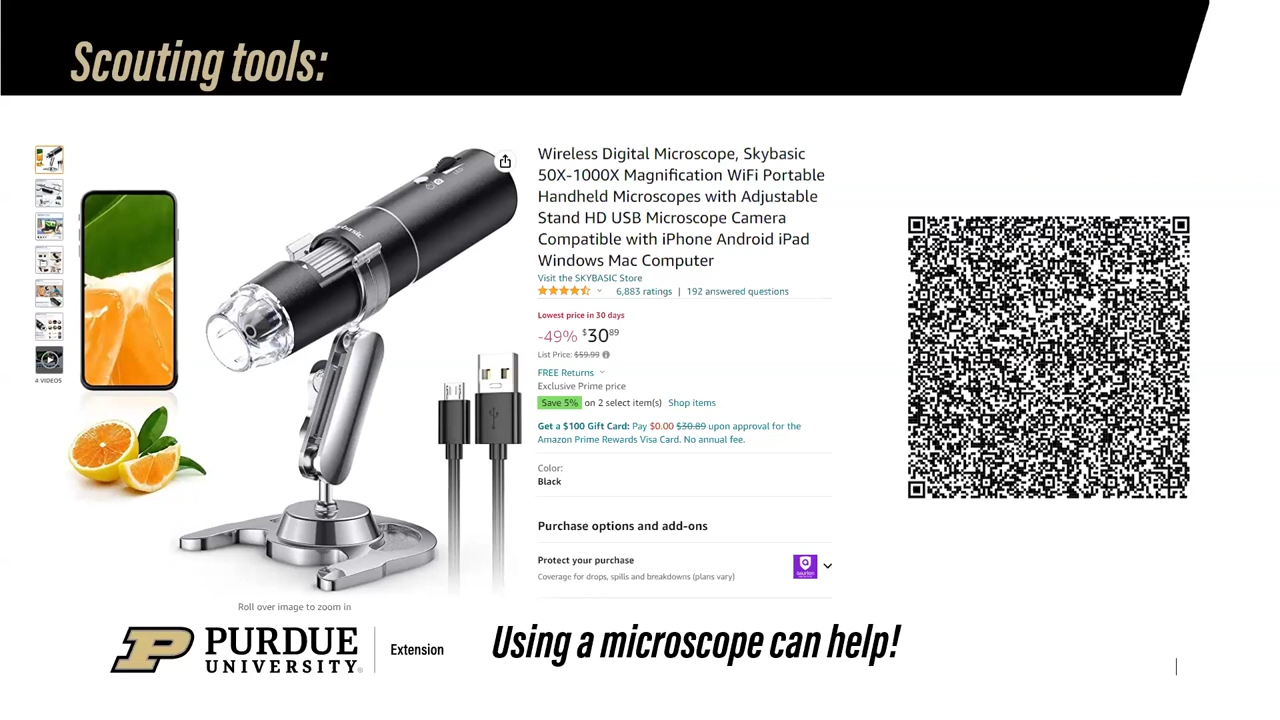 Scouting tools:
4 VIDEOS
Roll over image to zoom in
Wireless Digital Microscope, Skybasic
50X-1000X Magnification WiFi Portable
Handheld Microscopes with Adjustable
Stand HD USB Microscope Camera
Compatible with iPhone Android iPad
Windows Mac Computer
Visit the SKYBASIC Store
6,883 ratings | 192 answered questions
Lowest price in 30 days
-49% $30 89
List Price: $59.99
FREE Returns
Exclusive Prime price
Save 5% on 2 select item(s) Shop items
Get a $100 Gift Card: Pay $0.00 $30.89 upon approval for the
Amazon Prime Rewards Visa Card. No annual fee.
Color:
Black
Purchase options and add-ons
Protect your purchase
Coverage for drops, spills and breakdowns (plans vary)
P PURDUE
UNIVERSITY®
Extension
Using a microscope can help!